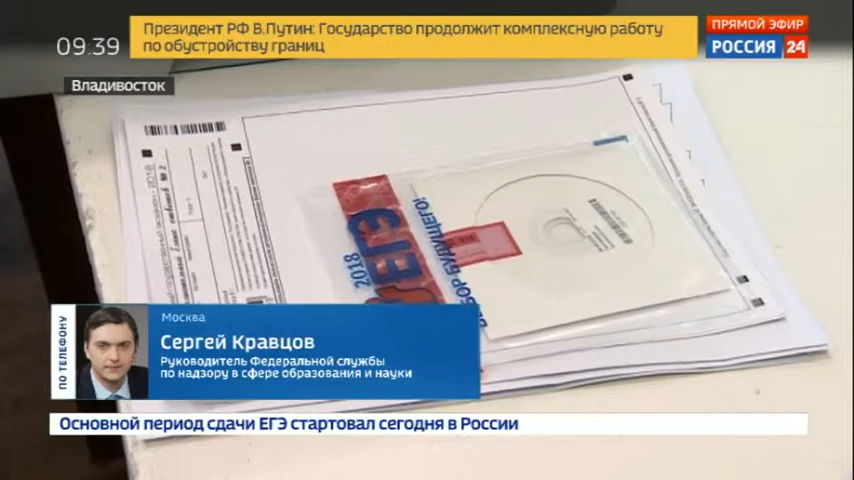 09.39
Президент РФ В.Путин: Государство продолжит комплексную работу
по обустройству границ
ПРЯМОЙ ЭФИР
РОССИЯ 24
Владивосток
2018
ЕГЭ
БУДУЩЕГО!
ПО ТЕЛЕФОНУ
Москва
Сергей Кравцов
Руководитель Федеральной службы
по надзору в сфере образования и науки
Основной период сдачи ЕГЭ стартовал сегодня в России